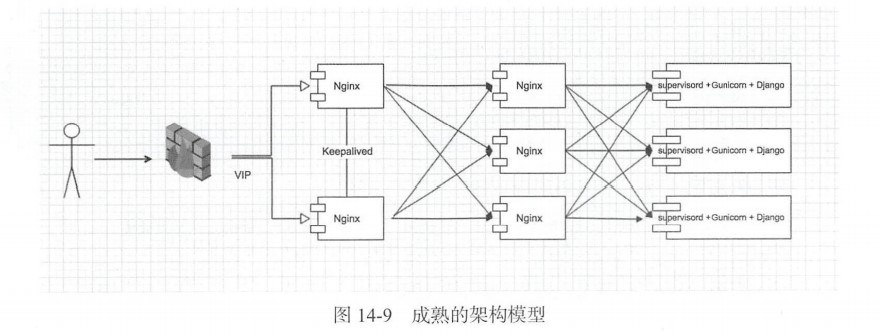 Nginx
Nginx
supervisord +Gunicorn + Django
Keepalived
Nginx
supervisord +Gunicorn + Django
VIP
Nginx
Nginx
supervisord +Gunicorn + Django
图 14-9 成熟的架构模型